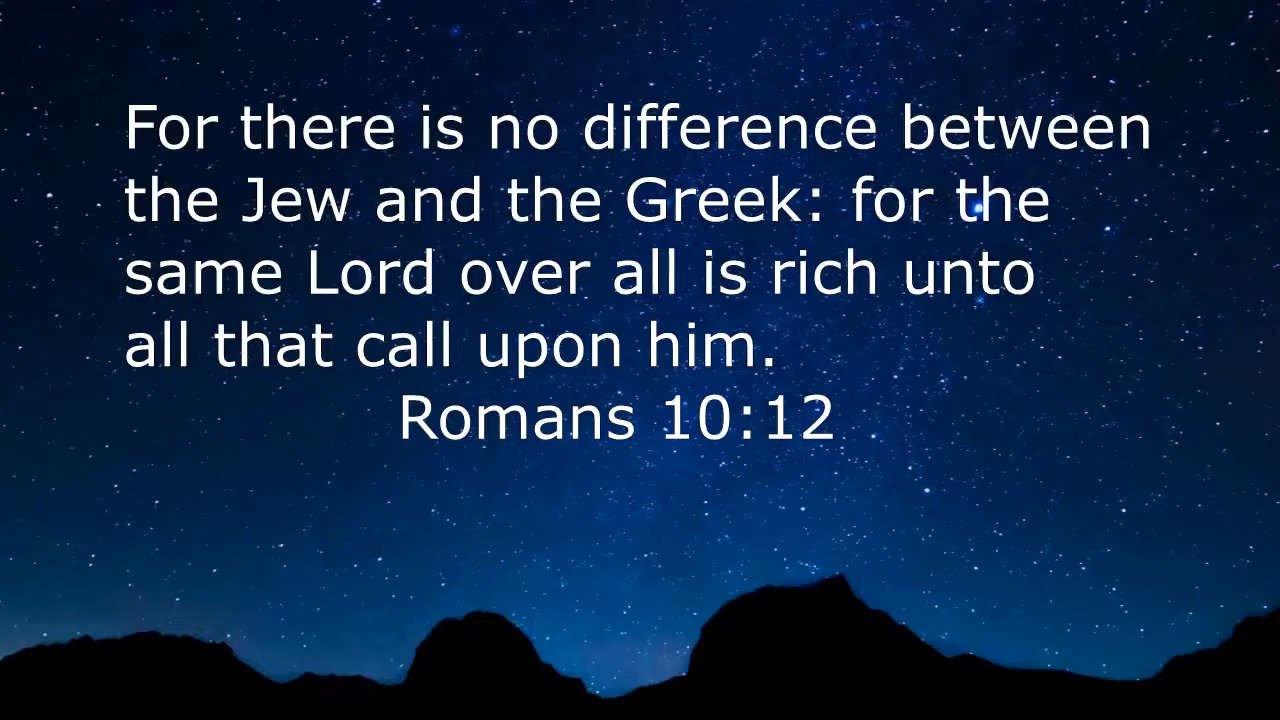 For there is no difference between
the Jew and the Greek: for the
same Lord over all is rich unto
all that call upon him.
Romans 10:12